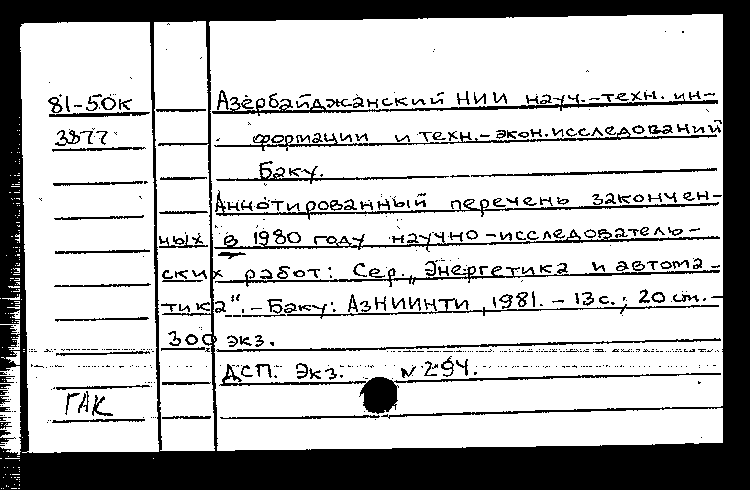 81-50к Азербайджанский НИИ науч.-техн. ин-
3877 формации и техн.-экон. исследований
Баку.
Аннотированный перечень закончен-
ных в 1980 году научно-исследователь-
ских работ: Сер. „Энергетика и автома-
тика". - Баку: АзНИИНТИ, 1981. - 13 с.; 20 см. -
300 экз.
ДСП. Экз. N 294.
ГАК